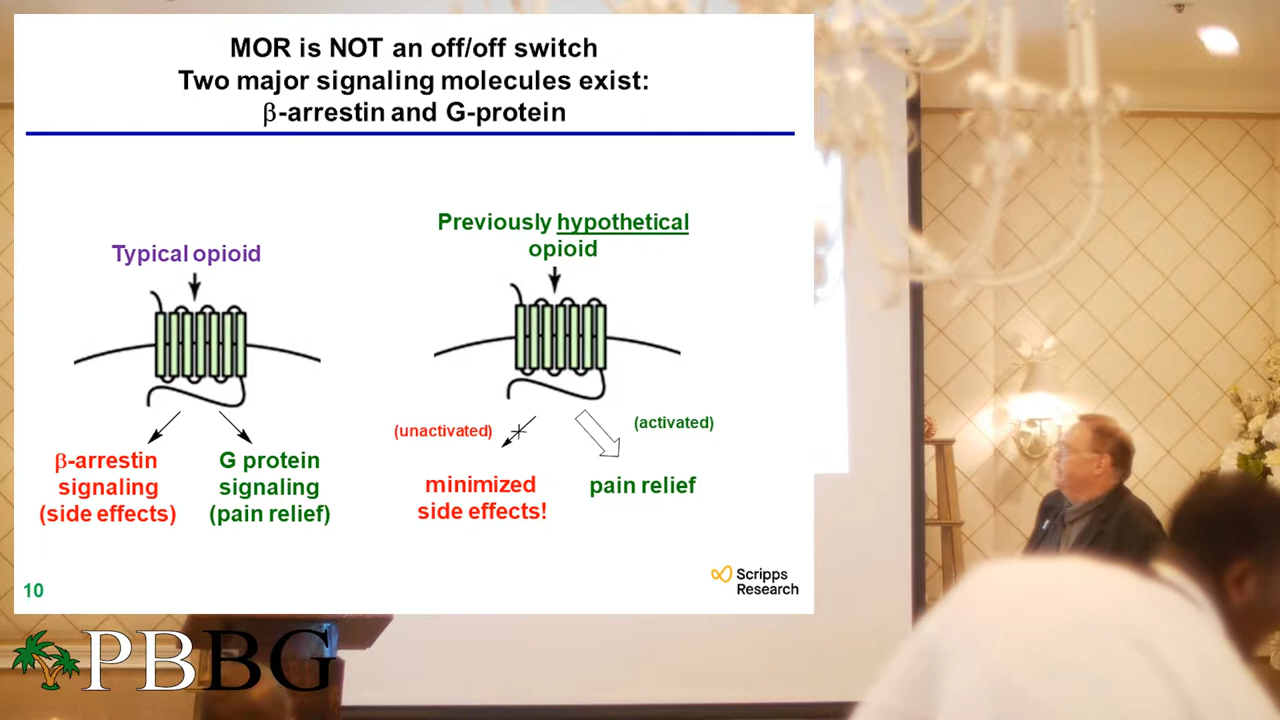 MOR is NOT an off/off switch
Two major signaling molecules exist:
β-arrestin and G-protein
Previously hypothetical
opioid
Typical opioid
(unactivated)
(activated)
β-arrestin
signaling
(side effects)
G protein
signaling
(pain relief)
minimized
side effects!
pain relief
10
Scripps
Research
PBBG